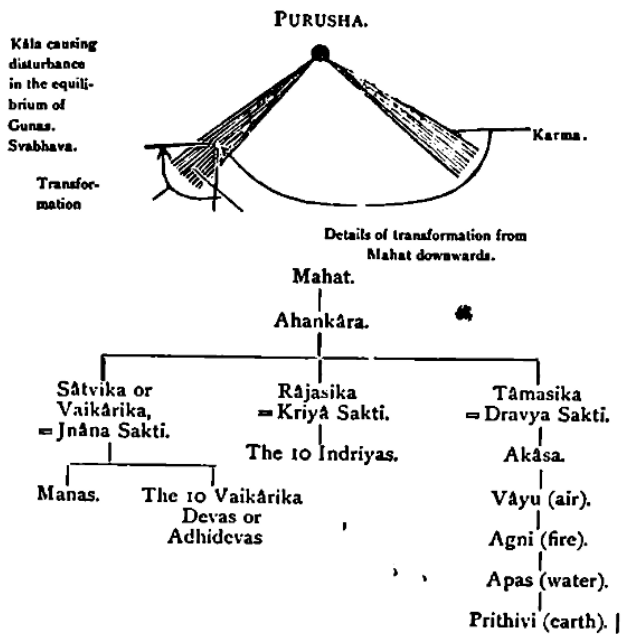 PURUSHA.
Kâla causing
disturbance
in the equili-
brium of
Gunas.
Svabhava.
Transfor-
mation
Karma.
Details of transformation from
Mahat downwards.
Mahat.
Ahankâra.
Sâtvika or
Vaikârika,
= Jnâna Sakti.
Râjasika
= Kriyâ Sakti.
Tâmasika
= Dravya Sakti.
Manas.
The 10 Vaikârika
Devas or
Adhidevas
The 10 Indriyas.
Akâsa.
Vâyu (air).
Agni (fire).
Apas (water).
Prithivi (earth).